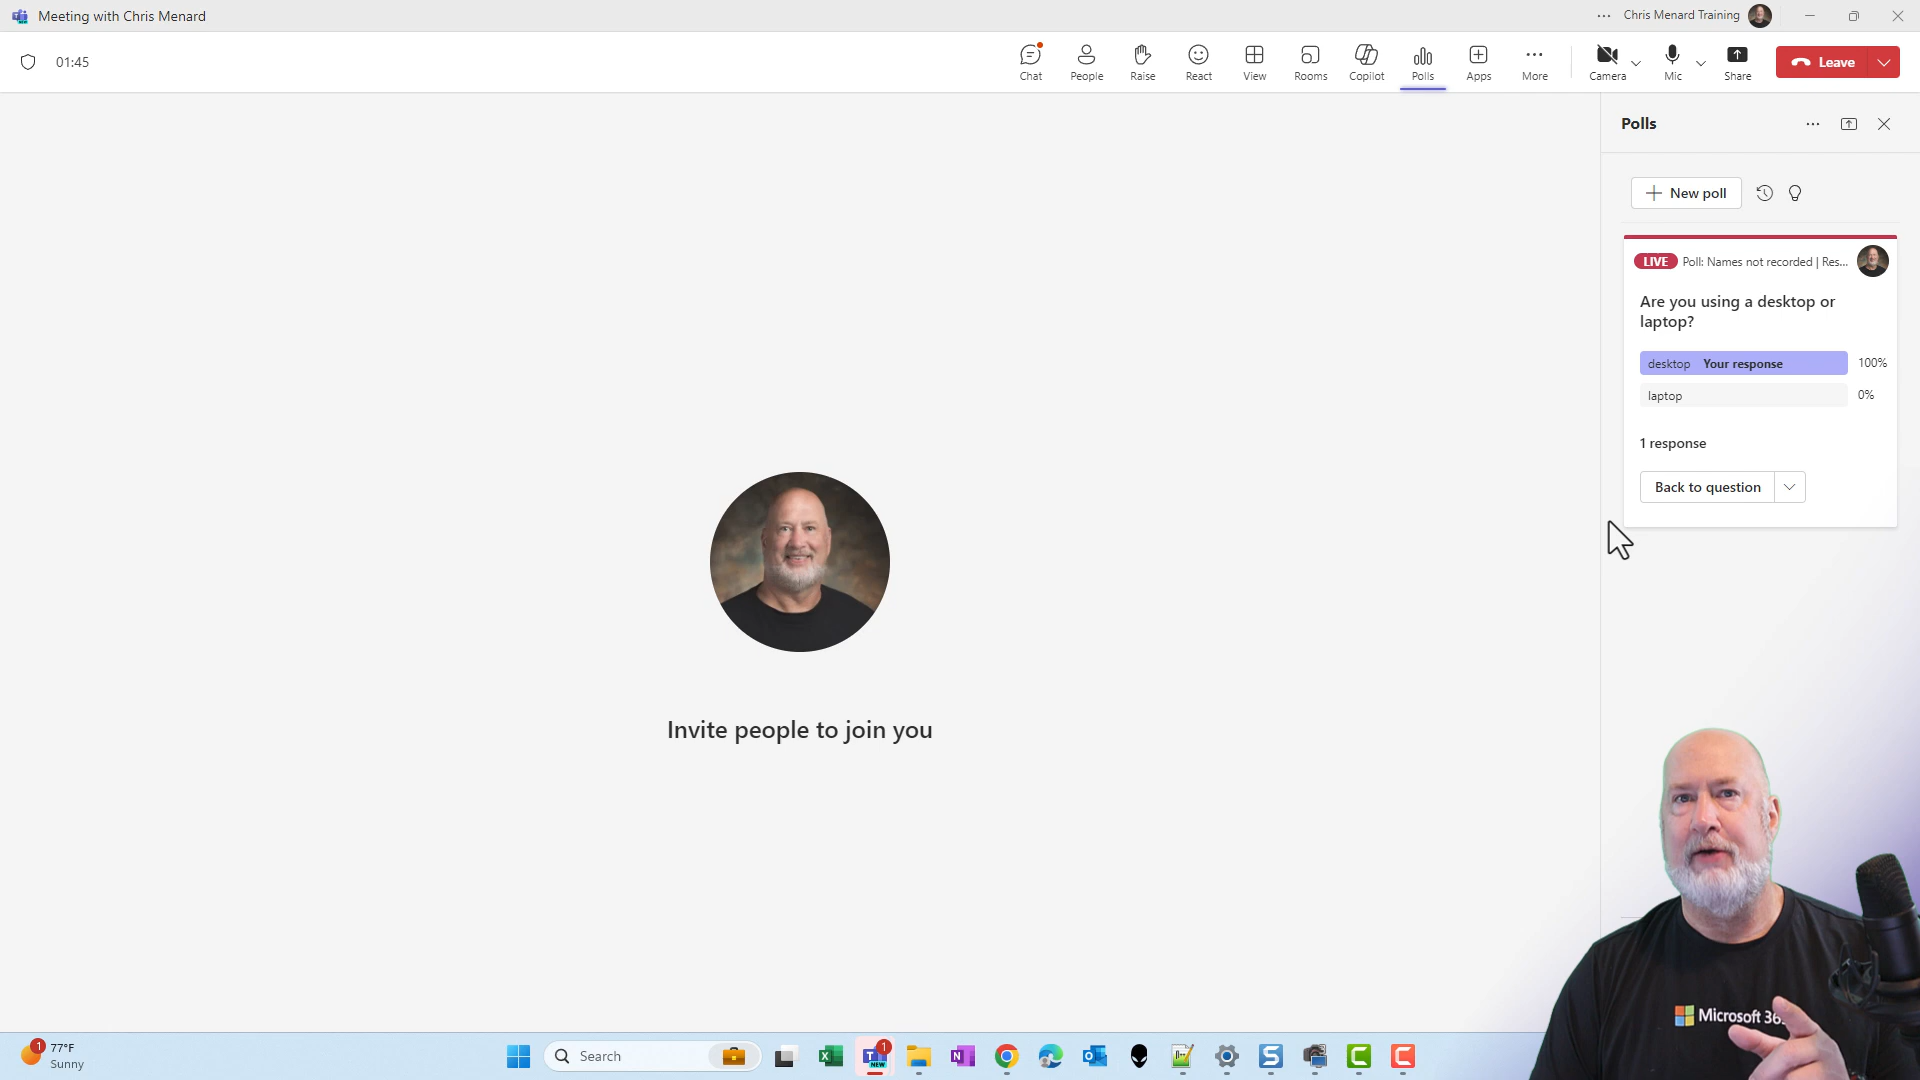 Meeting with Chris Menard
Chris Menard Training
01:45
Chat
People
Raise
React
View
Rooms
Copilot
Polls
Apps
More
Camera
Mic
Share
Leave
Polls
New poll
LIVE Poll: Names not recorded | Res...
Are you using a desktop or
laptop?
desktop Your response 100%
laptop 0%
1 response
Back to question
Invite people to join you
Microsoft
1
77°F
Sunny
Search
1
NEW